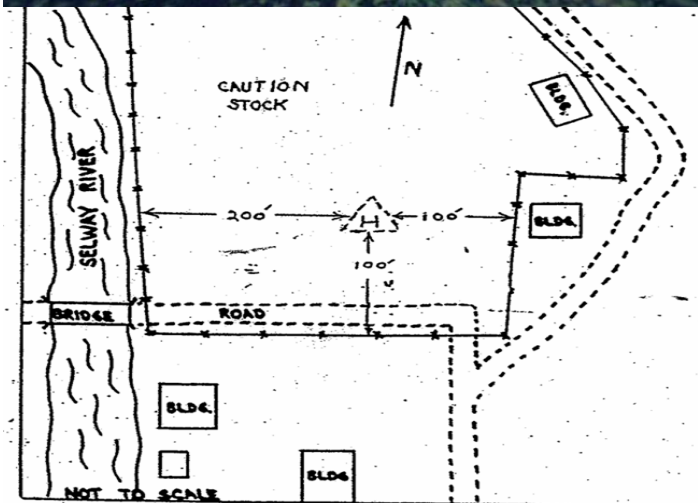 CAUTION
STOCK
N
BLDG.
SELWAY RIVER
200'
H
100'
BLDG.
100'
BRIDGE
ROAD
BLDG.
BLDG
NOT TO SCALE